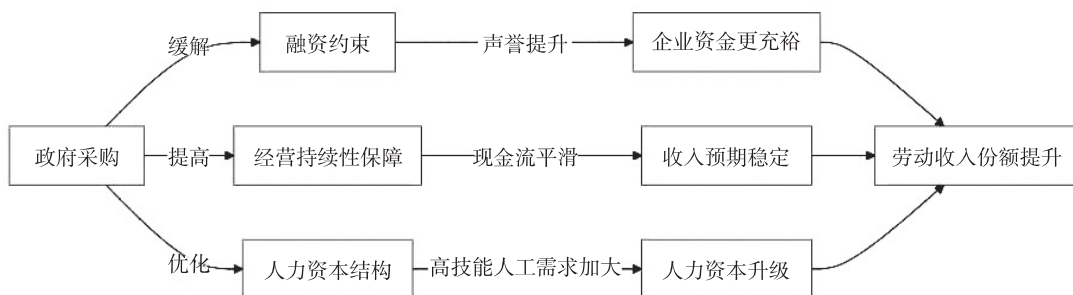 缓解
融资约束
声誉提升
企业资金更充裕
政府采购
提高
经营持续性保障
现金流平滑
收入预期稳定
劳动收入份额提升
优化
人力资本结构
高技能人工需求加大
人力资本升级